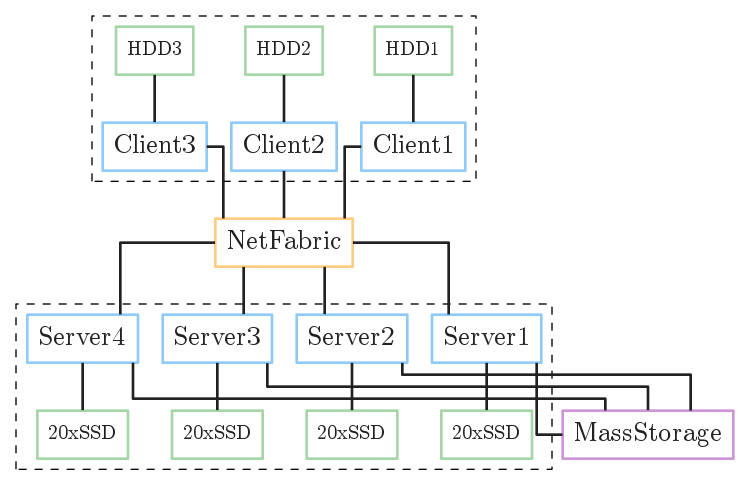 HDD3
HDD2
HDD1
Client3
Client2
Client1
NetFabric
Server4
Server3
Server2
Server1
20xSSD
20xSSD
20xSSD
20xSSD
MassStorage